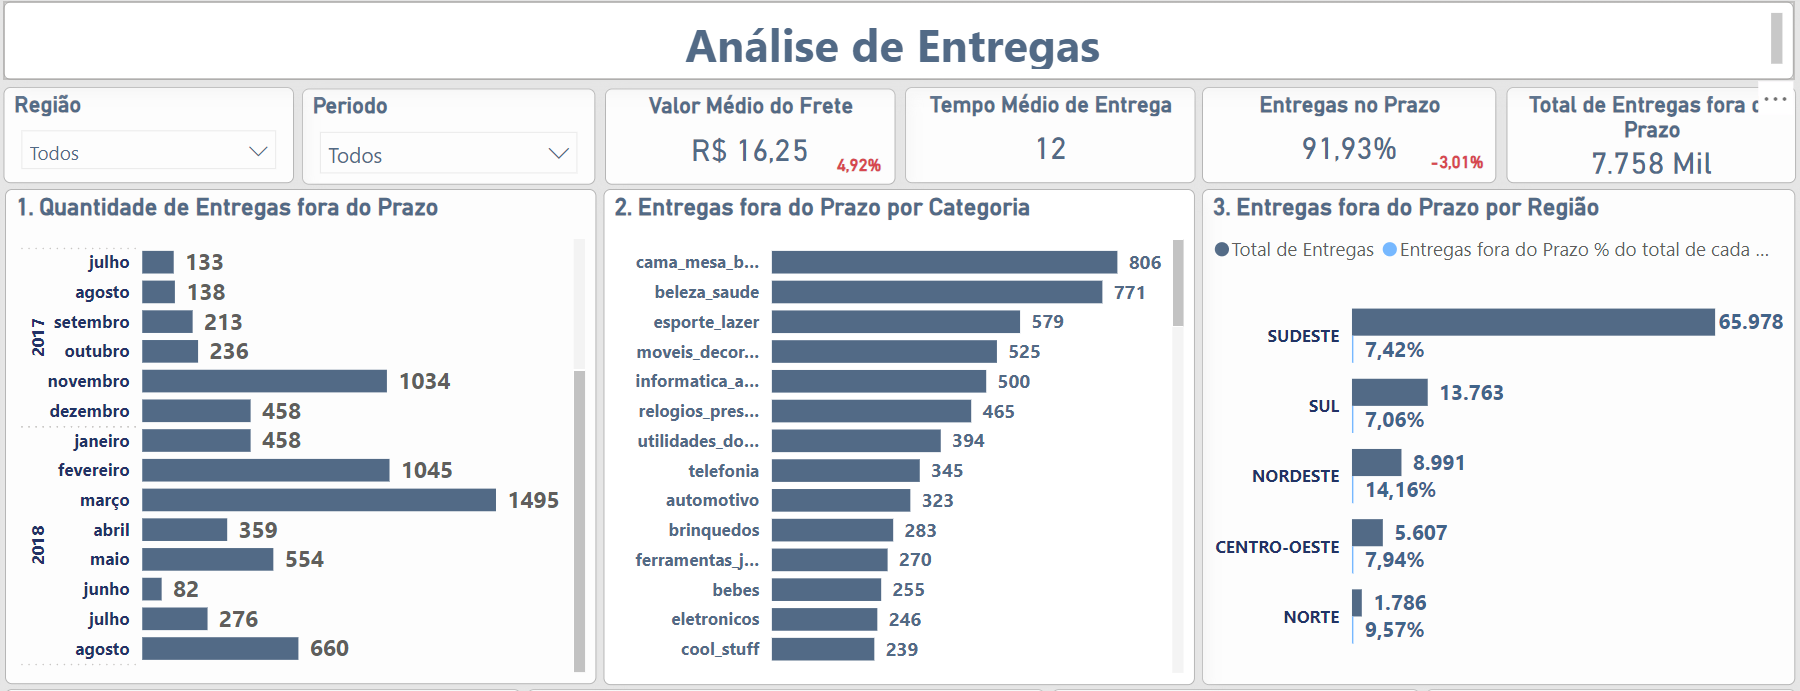 Análise de Entregas
Região
Todos
Periodo
Todos
Valor Médio do Frete
R$ 16,25
4,92%
Tempo Médio de Entrega
12
Entregas no Prazo
91,93%
-3,01%
Total de Entregas fora d
Prazo
7.758 Mil
1. Quantidade de Entregas fora do Prazo
2017
julho 133
agosto 138
setembro 213
outubro 236
novembro 1034
dezembro 458
2018
janeiro 458
fevereiro 1045
março 1495
abril 359
maio 554
junho 82
julho 276
agosto 660
2. Entregas fora do Prazo por Categoria
cama_mesa_b... 806
beleza_saude 771
esporte_lazer 579
moveis_decor... 525
informatica_a... 500
relogios_pres... 465
utilidades_do... 394
telefonia 345
automotivo 323
brinquedos 283
ferramentas_j... 270
bebes 255
eletronicos 246
cool_stuff 239
3. Entregas fora do Prazo por Região
Total de Entregas Entregas fora do Prazo % do total de cada ...
SUDESTE 65.978
7,42%
SUL 13.763
7,06%
NORDESTE 8.991
14,16%
CENTRO-OESTE 5.607
7,94%
NORTE 1.786
9,57%